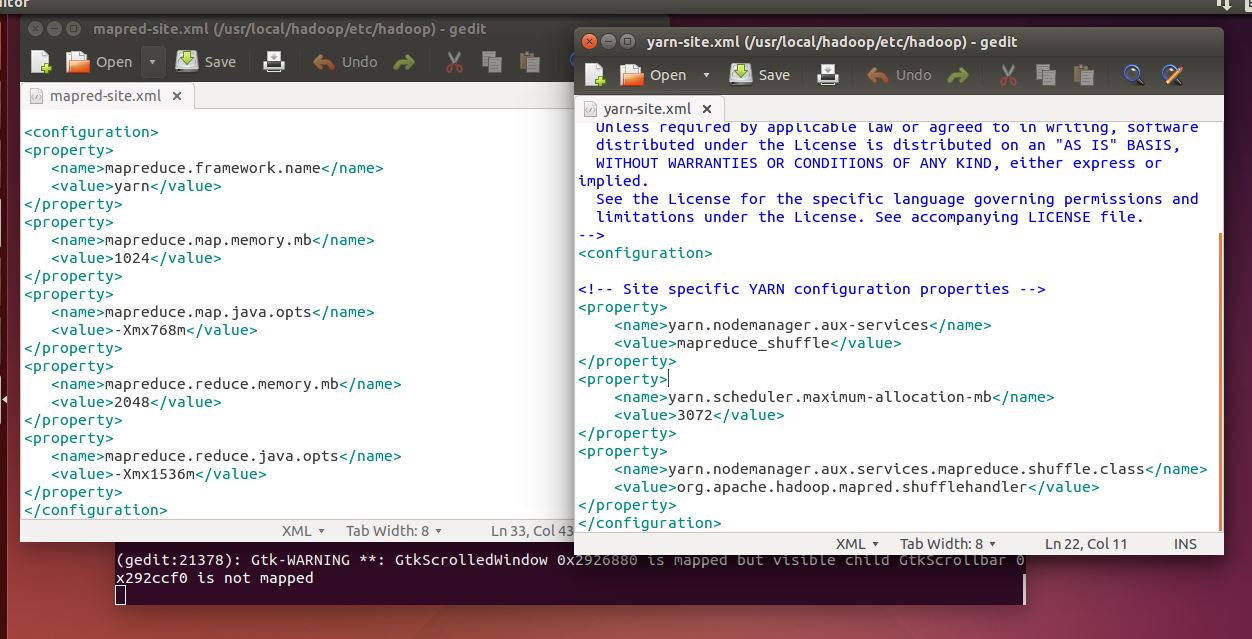 itor
mapred-site.xml (/usr/local/hadoop/etc/hadoop) - gedit
Open Save Undo
mapred-site.xml
<configuration>
<property>
<name>mapreduce.framework.name</name>
<value>yarn</value>
</property>
<property>
<name>mapreduce.map.memory.mb</name>
<value>1024</value>
</property>
<property>
<name>mapreduce.map.java.opts</name>
<value>-Xmx768m</value>
</property>
<property>
<name>mapreduce.reduce.memory.mb</name>
<value>2048</value>
</property>
<property>
<name>mapreduce.reduce.java.opts</name>
<value>-Xmx1536m</value>
</property>
</configuration>
XML Tab Width: 8 Ln 33, Col 43
yarn-site.xml (/usr/local/hadoop/etc/hadoop) - gedit
Open Save Undo
yarn-site.xml
Unless required by applicable law or agreed to in writing, software
distributed under the License is distributed on an "AS IS" BASIS,
WITHOUT WARRANTIES OR CONDITIONS OF ANY KIND, either express or
implied.
See the License for the specific language governing permissions and
limitations under the License. See accompanying LICENSE file.
-->
<configuration>
<!-- Site specific YARN configuration properties -->
<property>
<name>yarn.nodemanager.aux-services</name>
<value>mapreduce_shuffle</value>
</property>
<property>
<name>yarn.scheduler.maximum-allocation-mb</name>
<value>3072</value>
</property>
<property>
<name>yarn.nodemanager.aux.services.mapreduce.shuffle.class</name>
<value>org.apache.hadoop.mapred.shufflehandler</value>
</property>
</configuration>
XML Tab Width: 8 Ln 22, Col 11 INS
(gedit:21378): Gtk-WARNING **: GtkScrolledWindow 0x2926880 is mapped but visible child GtkScrollbar 0
x292ccf0 is not mapped